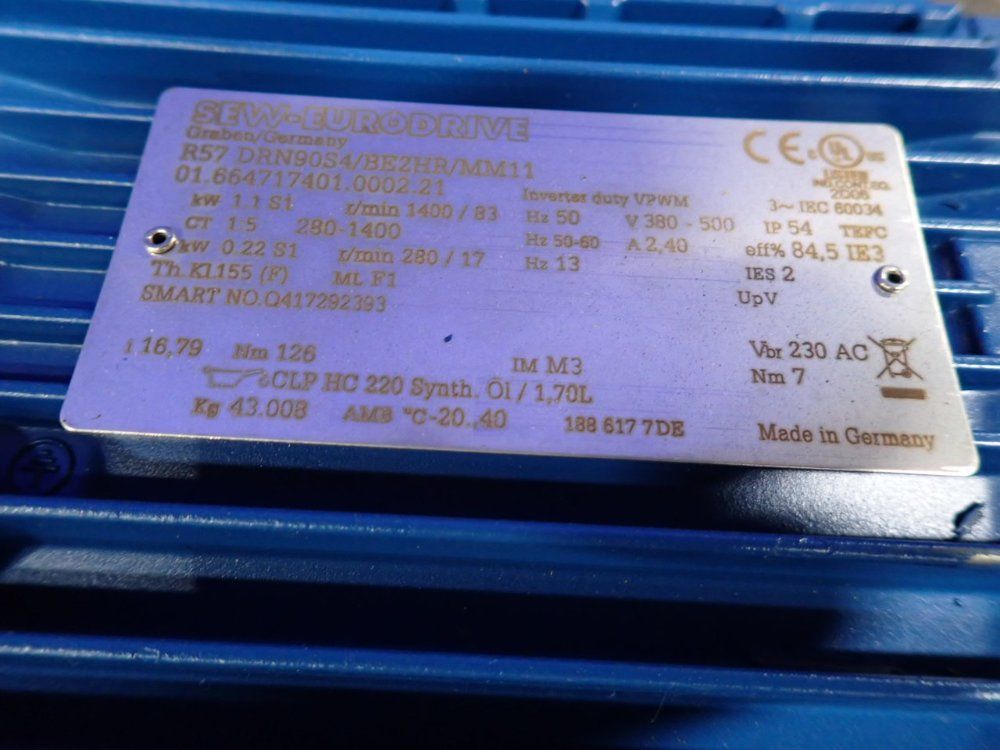 SEW-EURODRIVE
Graben/Germany
R57 DRN90S4/BE2HR/MM11
01.664717401.0002.21
Inverter duty VPWM
3~ IEC 60034
kW 1.1 S1 r/min 1400 / 83 Hz 50 V 380 - 500 IP 54 TEFC
CT 1.5 280-1400 Hz 50-60 A 2,40 eff% 84,5 IE3
kW 0.22 S1 r/min 280 / 17 Hz 13 IES 2
Th.Kl.155 (F) ML F1 UpV
SMART NO.Q417292393
i 16,79 Nm 126 IM M3 Vbr 230 AC
CLP HC 220 Synth. Öl / 1,70L Nm 7
Kg 43.008 AMB °C-20..40 188 617 7DE Made in Germany
CE UL